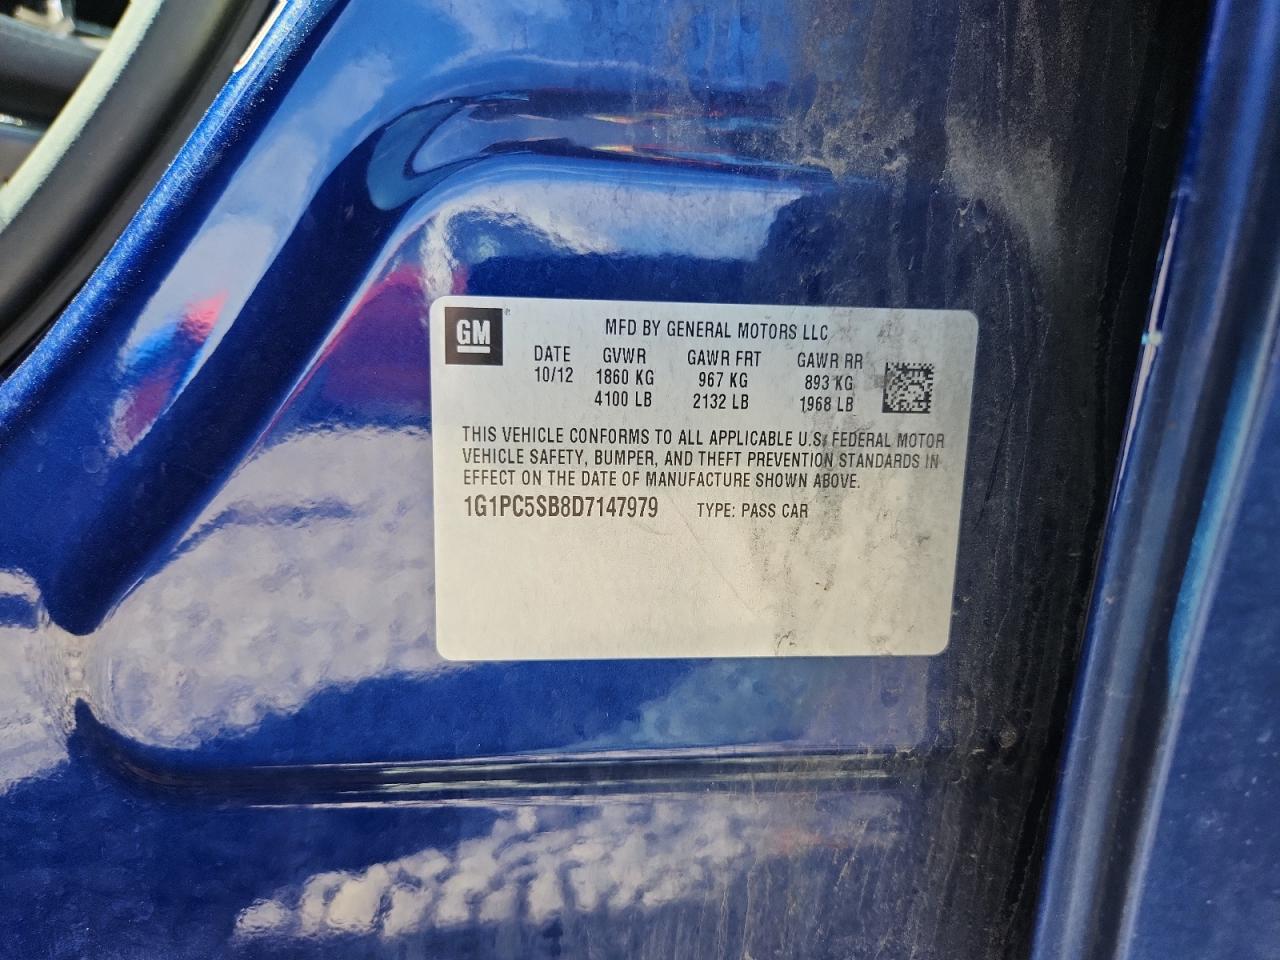 GM
MFD BY GENERAL MOTORS LLC
DATE GVWR GAWR FRT GAWR RR
10/12 1860 KG 967 KG 893 KG
4100 LB 2132 LB 1968 LB
THIS VEHICLE CONFORMS TO ALL APPLICABLE U.S. FEDERAL MOTOR
VEHICLE SAFETY, BUMPER, AND THEFT PREVENTION STANDARDS IN
EFFECT ON THE DATE OF MANUFACTURE SHOWN ABOVE.
1G1PC5SB8D7147979 TYPE: PASS CAR